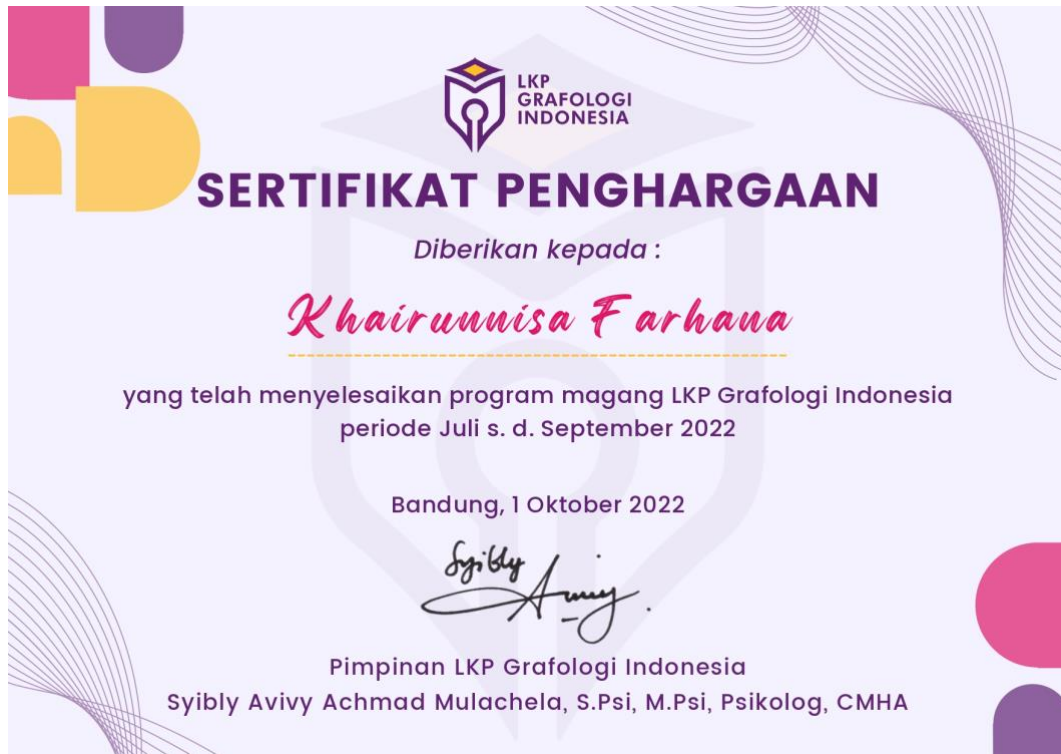 LKP
GRAFOLOGI
INDONESIA
SERTIFIKAT PENGHARGAAN
Diberikan kepada :
Khairunnisa Farhana
yang telah menyelesaikan program magang LKP Grafologi Indonesia
periode Juli s. d. September 2022
Bandung, 1 Oktober 2022
Syibly
Pimpinan LKP Grafologi Indonesia
Syibly Avivy Achmad Mulachela, S.Psi, M.Psi, Psikolog, CMHA